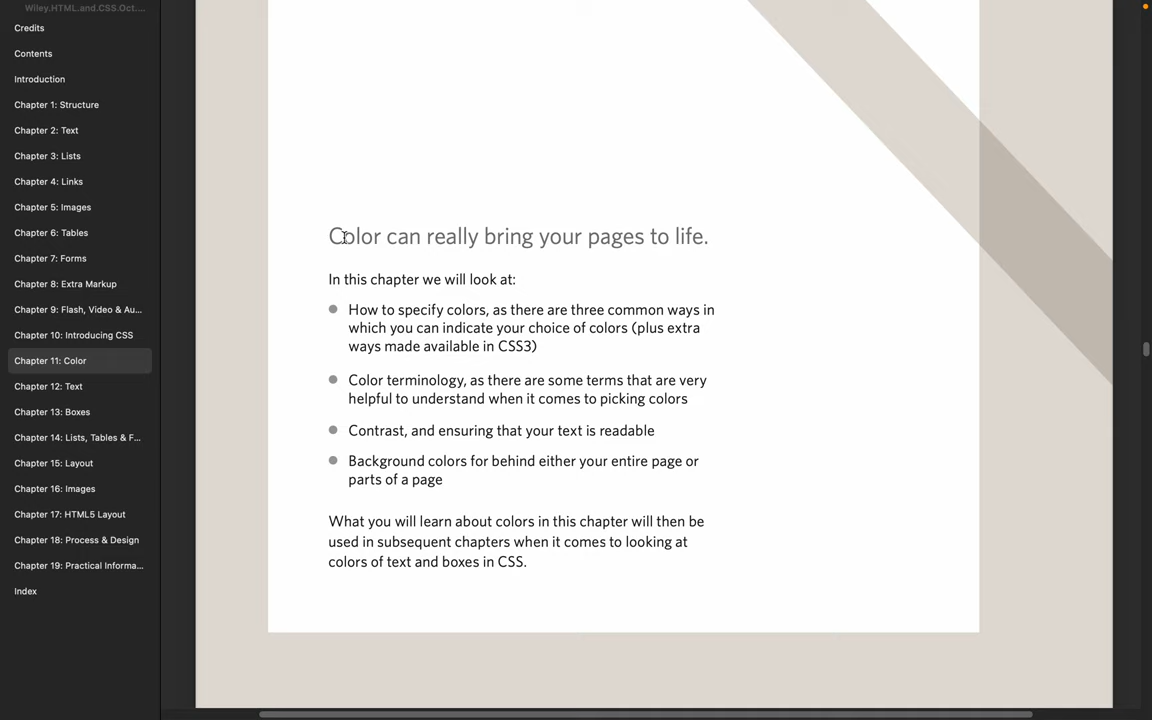 Wiley.HTML.and.CSS.Oct....
Credits
Contents
Introduction
Chapter 1: Structure
Chapter 2: Text
Chapter 3: Lists
Chapter 4: Links
Chapter 5: Images
Chapter 6: Tables
Chapter 7: Forms
Chapter 8: Extra Markup
Chapter 9: Flash, Video & Au...
Chapter 10: Introducing CSS
Chapter 11: Color
Chapter 12: Text
Chapter 13: Boxes
Chapter 14: Lists, Tables & F...
Chapter 15: Layout
Chapter 16: Images
Chapter 17: HTML5 Layout
Chapter 18: Process & Design
Chapter 19: Practical Informa...
Index
Color can really bring your pages to life.
In this chapter we will look at:
How to specify colors, as there are three common ways in
which you can indicate your choice of colors (plus extra
ways made available in CSS3)
Color terminology, as there are some terms that are very
helpful to understand when it comes to picking colors
Contrast, and ensuring that your text is readable
Background colors for behind either your entire page or
parts of a page
What you will learn about colors in this chapter will then be
used in subsequent chapters when it comes to looking at
colors of text and boxes in CSS.